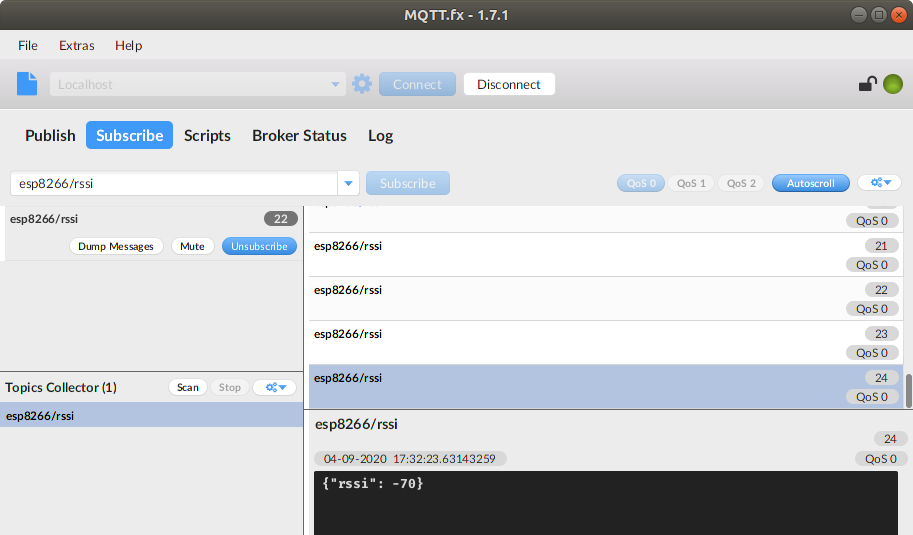 MQTT.fx - 1.7.1
File Extras Help
Localhost Connect Disconnect
Publish Subscribe Scripts Broker Status Log
esp8266/rssi Subscribe QoS 0 QoS 1 QoS 2 Autoscroll
esp8266/rssi 22
Dump Messages Mute Unsubscribe
QoS 0
esp8266/rssi 21
QoS 0
esp8266/rssi 22
QoS 0
esp8266/rssi 23
QoS 0
esp8266/rssi 24
QoS 0
Topics Collector (1) Scan Stop
esp8266/rssi
esp8266/rssi
24
04-09-2020 17:32:23.63143259 QoS 0
{"rssi": -70}